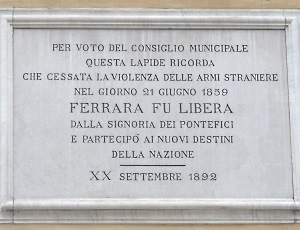 PER VOTO DEL CONSIGLIO MUNICIPALE
QUESTA LAPIDE RICORDA
CHE CESSATA LA VIOLENZA DELLE ARMI STRANIERE
NEL GIORNO 21 GIUGNO 1859
FERRARA FU LIBERA
DALLA SIGNORIA DEI PONTEFICI
E PARTECIPÒ AI NUOVI DESTINI
DELLA NAZIONE
XX SETTEMBRE 1892